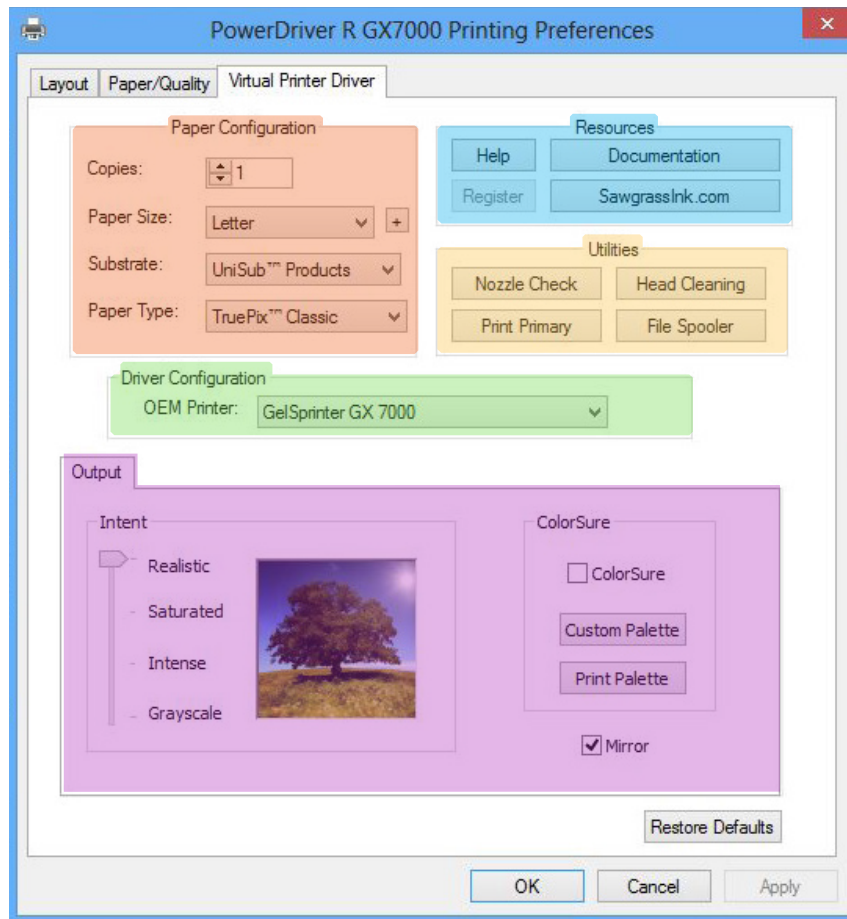 PowerDriver R GX7000 Printing Preferences
Layout
Paper/Quality
Virtual Printer Driver
Paper Configuration
Copies:
1
Paper Size:
Letter
+
Substrate:
UniSub™ Products
Paper Type:
TruePix™ Classic
Resources
Help
Documentation
Register
SawgrassInk.com
Utilities
Nozzle Check
Head Cleaning
Print Primary
File Spooler
Driver Configuration
OEM Printer:
GelSprinter GX 7000
Output
Intent
Realistic
Saturated
Intense
Grayscale
ColorSure
ColorSure
Custom Palette
Print Palette
Mirror
Restore Defaults
OK
Cancel
Apply